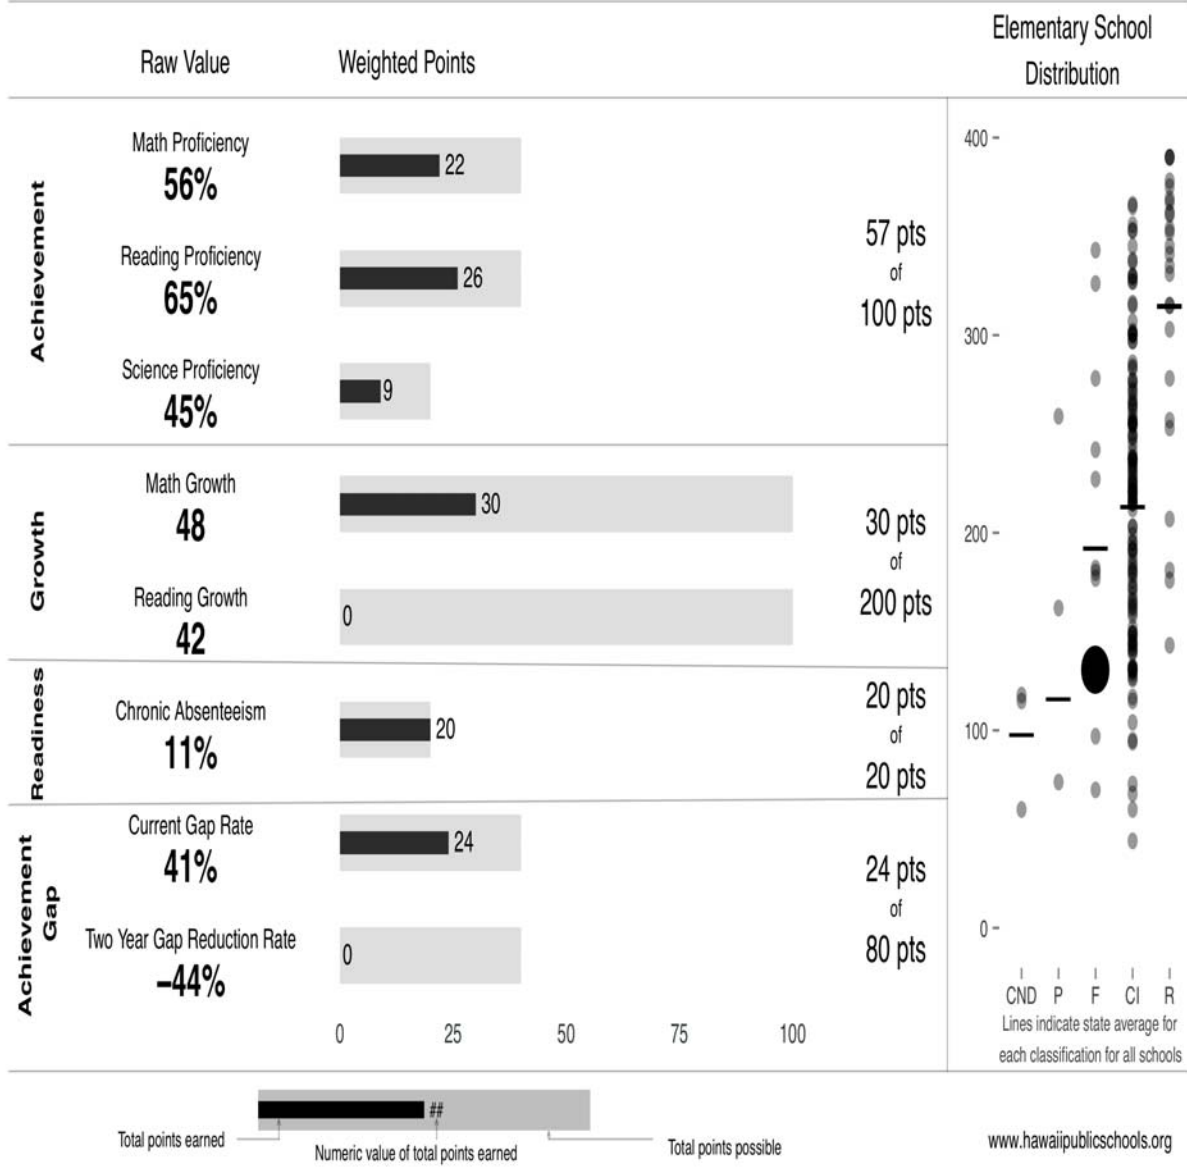 Raw Value
Weighted Points
Elementary School
Distribution
Achievement
Math Proficiency
56%
22
Reading Proficiency
65%
26
Science Proficiency
45%
9
57 pts
of
100 pts
Growth
Math Growth
48
30
Reading Growth
42
0
30 pts
of
200 pts
Readiness
Chronic Absenteeism
11%
20
20 pts
of
20 pts
Achievement
Gap
Current Gap Rate
41%
24
Two Year Gap Reduction Rate
–44%
0
24 pts
of
80 pts
0 25 50 75 100
400
300
200
100
0
CND P F CI R
Lines indicate state average for
each classification for all schools
##
Total points earned
Numeric value of total points earned
Total points possible
www.hawaiipublicschools.org